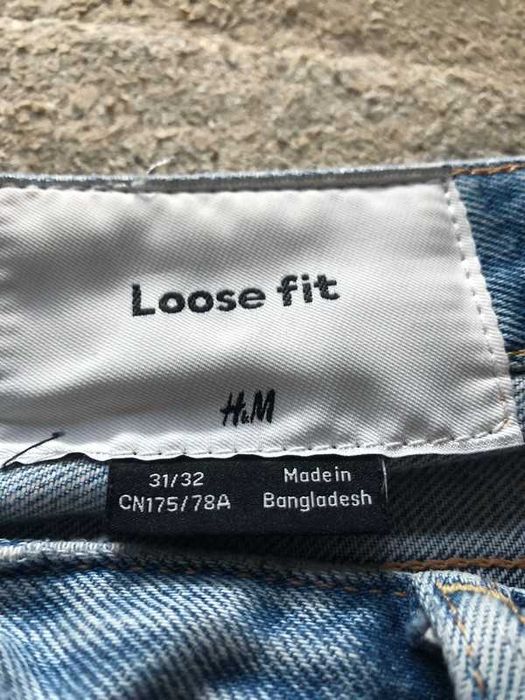 Loose fit
H&M
31/32
CN175/78A
Made in
Bangladesh